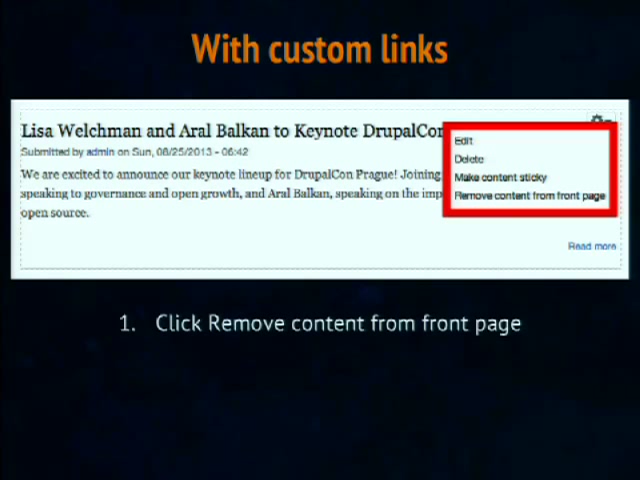 With custom links
Lisa Welchman and Aral Balkan to Keynote DrupalCon
Submitted by admin on Sun, 08/25/2013 - 06:42
We are excited to announce our keynote lineup for DrupalCon Prague! Joining
speaking to governance and open growth, and Aral Balkan, speaking on the imp
open source.
Edit
Delete
Make content sticky
Remove content from front page
Read more
1. Click Remove content from front page